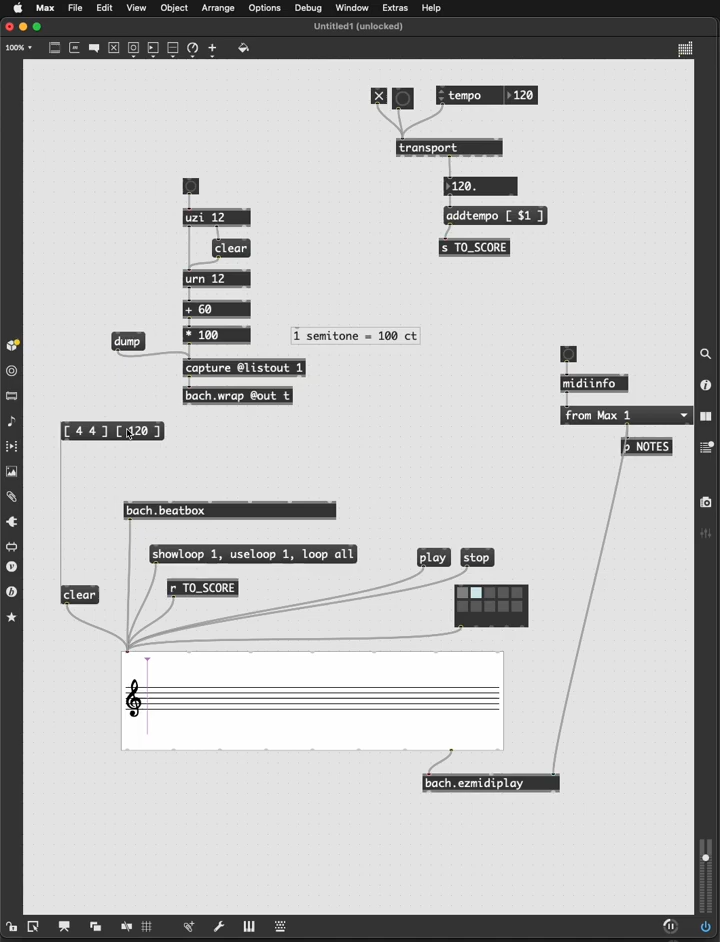 Max File Edit View Object Arrange Options Debug Window Extras Help
Untitled1 (unlocked)
100%
tempo 120
transport
120.
addtempo [ $1 ]
s TO_SCORE
uzi 12
clear
urn 12
+ 60
* 100
1 semitone = 100 ct
dump
capture @listout 1
bach.wrap @out t
midiinfo
from Max 1
p NOTES
[ 4 4 ] [ 120 ]
bach.beatbox
showloop 1, useloop 1, loop all
play
stop
r TO_SCORE
clear
bach.ezmidiplay